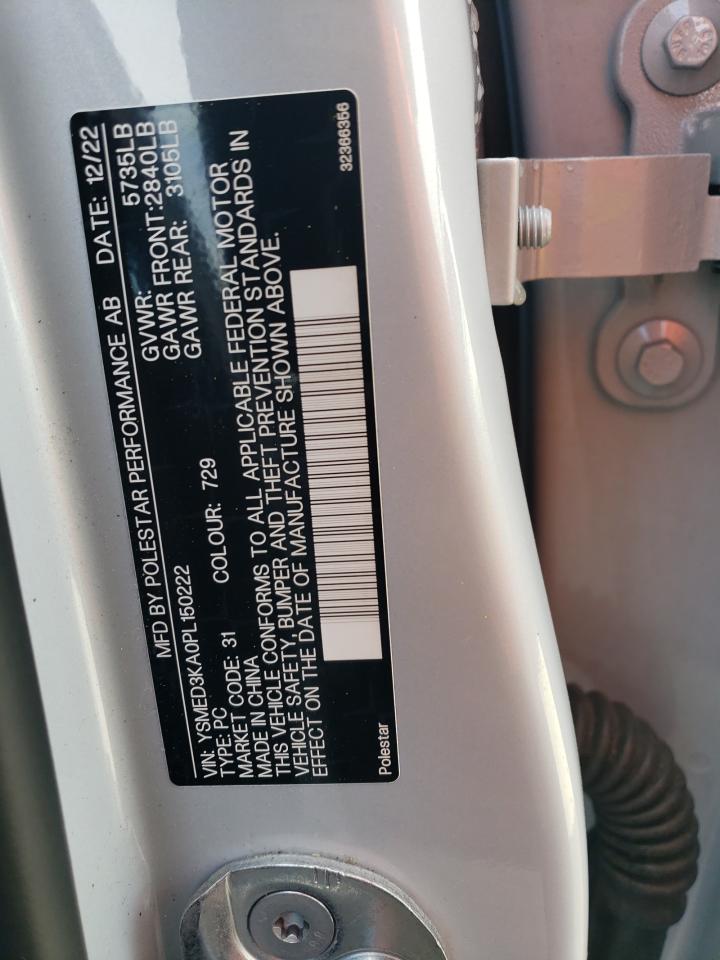 MFD BY POLESTAR PERFORMANCE AB DATE: 12/22
GVWR: 5735LB
GAWR FRONT:2840LB
GAWR REAR: 3105LB
VIN: YSMED3KA0PL150222
TYPE: PC
MARKET CODE: 31 COLOUR: 729
MADE IN CHINA
THIS VEHICLE CONFORMS TO ALL APPLICABLE FEDERAL MOTOR
VEHICLE SAFETY, BUMPER AND THEFT PREVENTION STANDARDS IN
EFFECT ON THE DATE OF MANUFACTURE SHOWN ABOVE.
Polestar 32366356